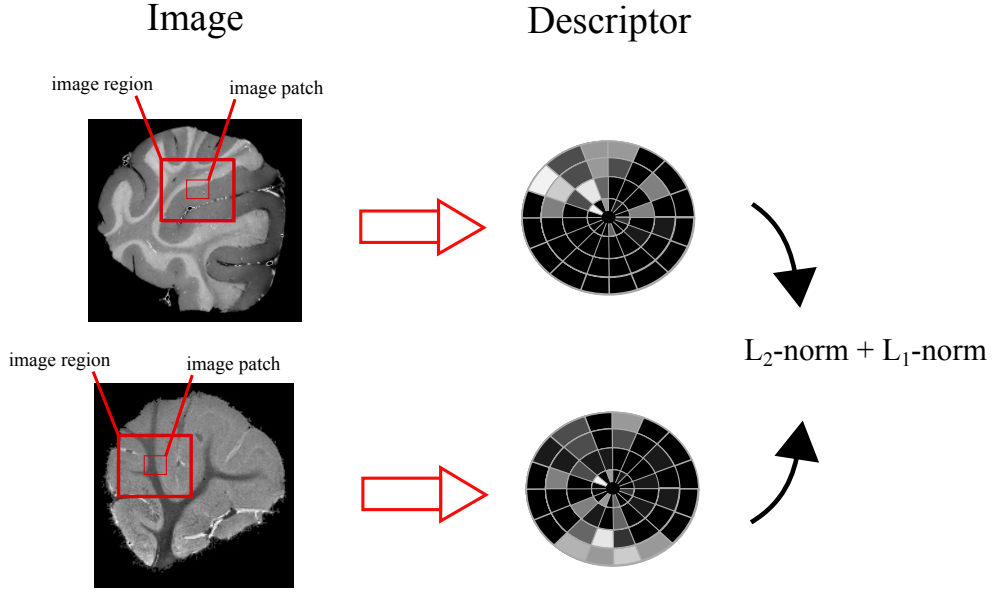 Image
Descriptor
image region
image patch
image region
image patch
L₂-norm + L₁-norm